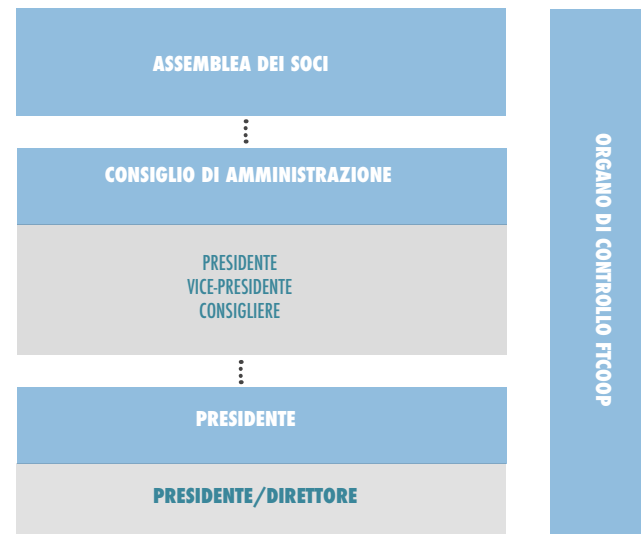 ASSEMBLEA DEI SOCI
CONSIGLIO DI AMMINISTRAZIONE
PRESIDENTE
VICE-PRESIDENTE
CONSIGLIERE
PRESIDENTE
PRESIDENTE/DIRETTORE
ORGANO DI CONTROLLO FTCOOP